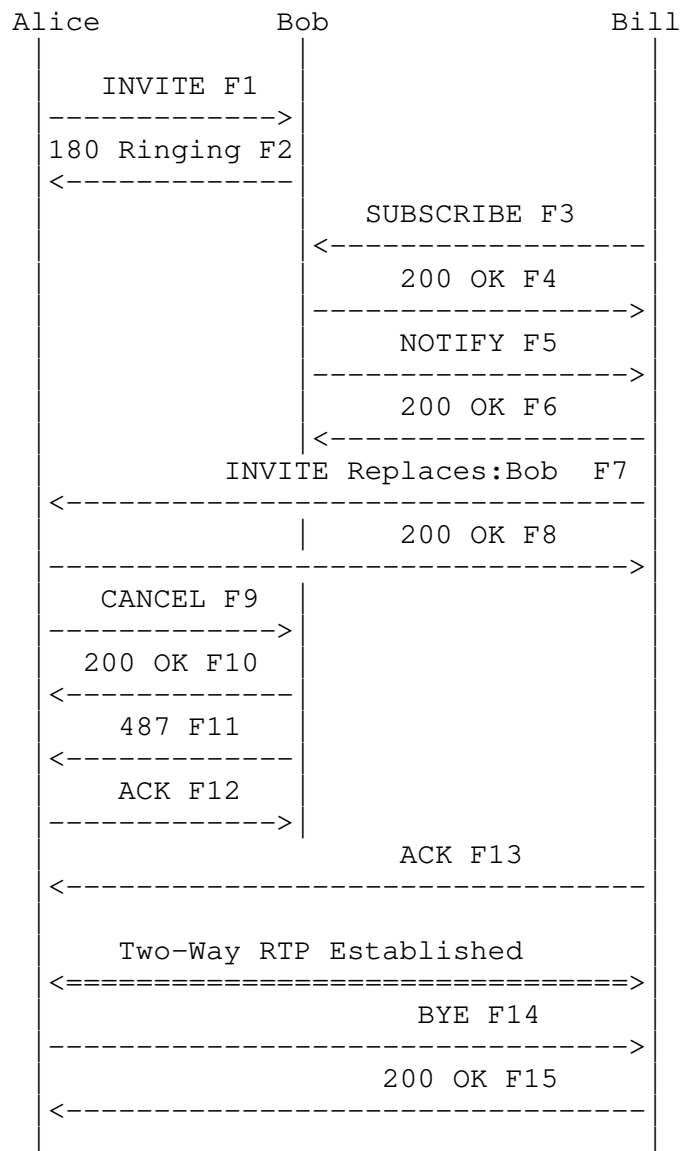 Alice Bob Bill
INVITE F1
180 Ringing F2
SUBSCRIBE F3
200 OK F4
NOTIFY F5
200 OK F6
INVITE Replaces:Bob F7
200 OK F8
CANCEL F9
200 OK F10
487 F11
ACK F12
ACK F13
Two-Way RTP Established
BYE F14
200 OK F15